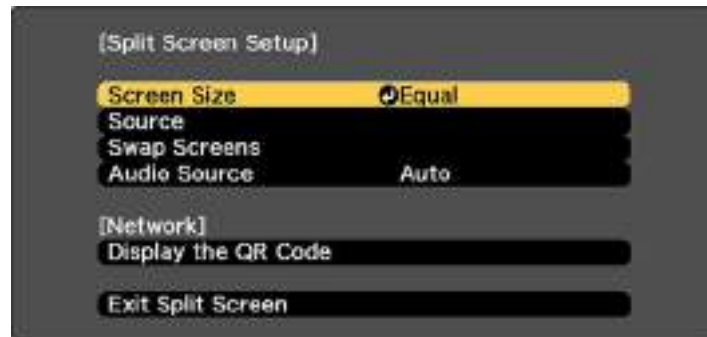 [Split Screen Setup]
Screen Size Equal
Source
Swap Screens
Audio Source Auto
[Network]
Display the QR Code
Exit Split Screen